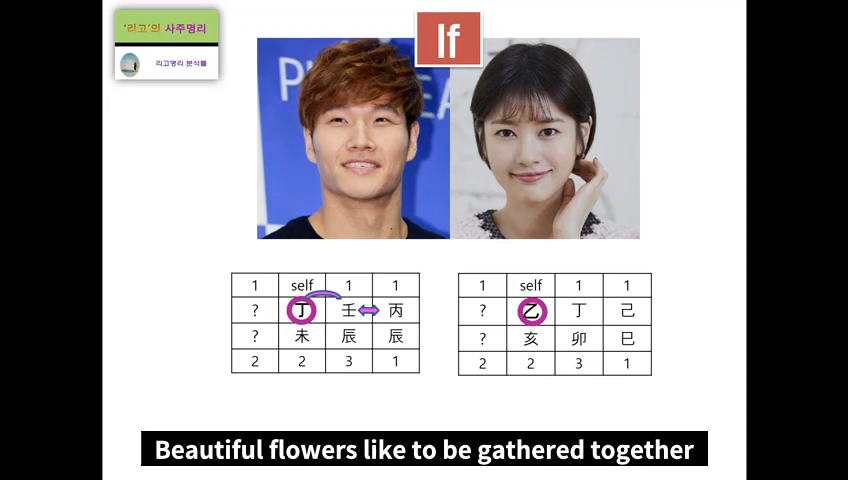 '리고'의 사주명리
리고명리 분석틀
If
1 self 1 1
? 丁 壬 丙
? 未 辰 辰
2 2 3 1
1 self 1 1
? 乙 丁 己
? 亥 卯 巳
2 2 3 1
Beautiful flowers like to be gathered together